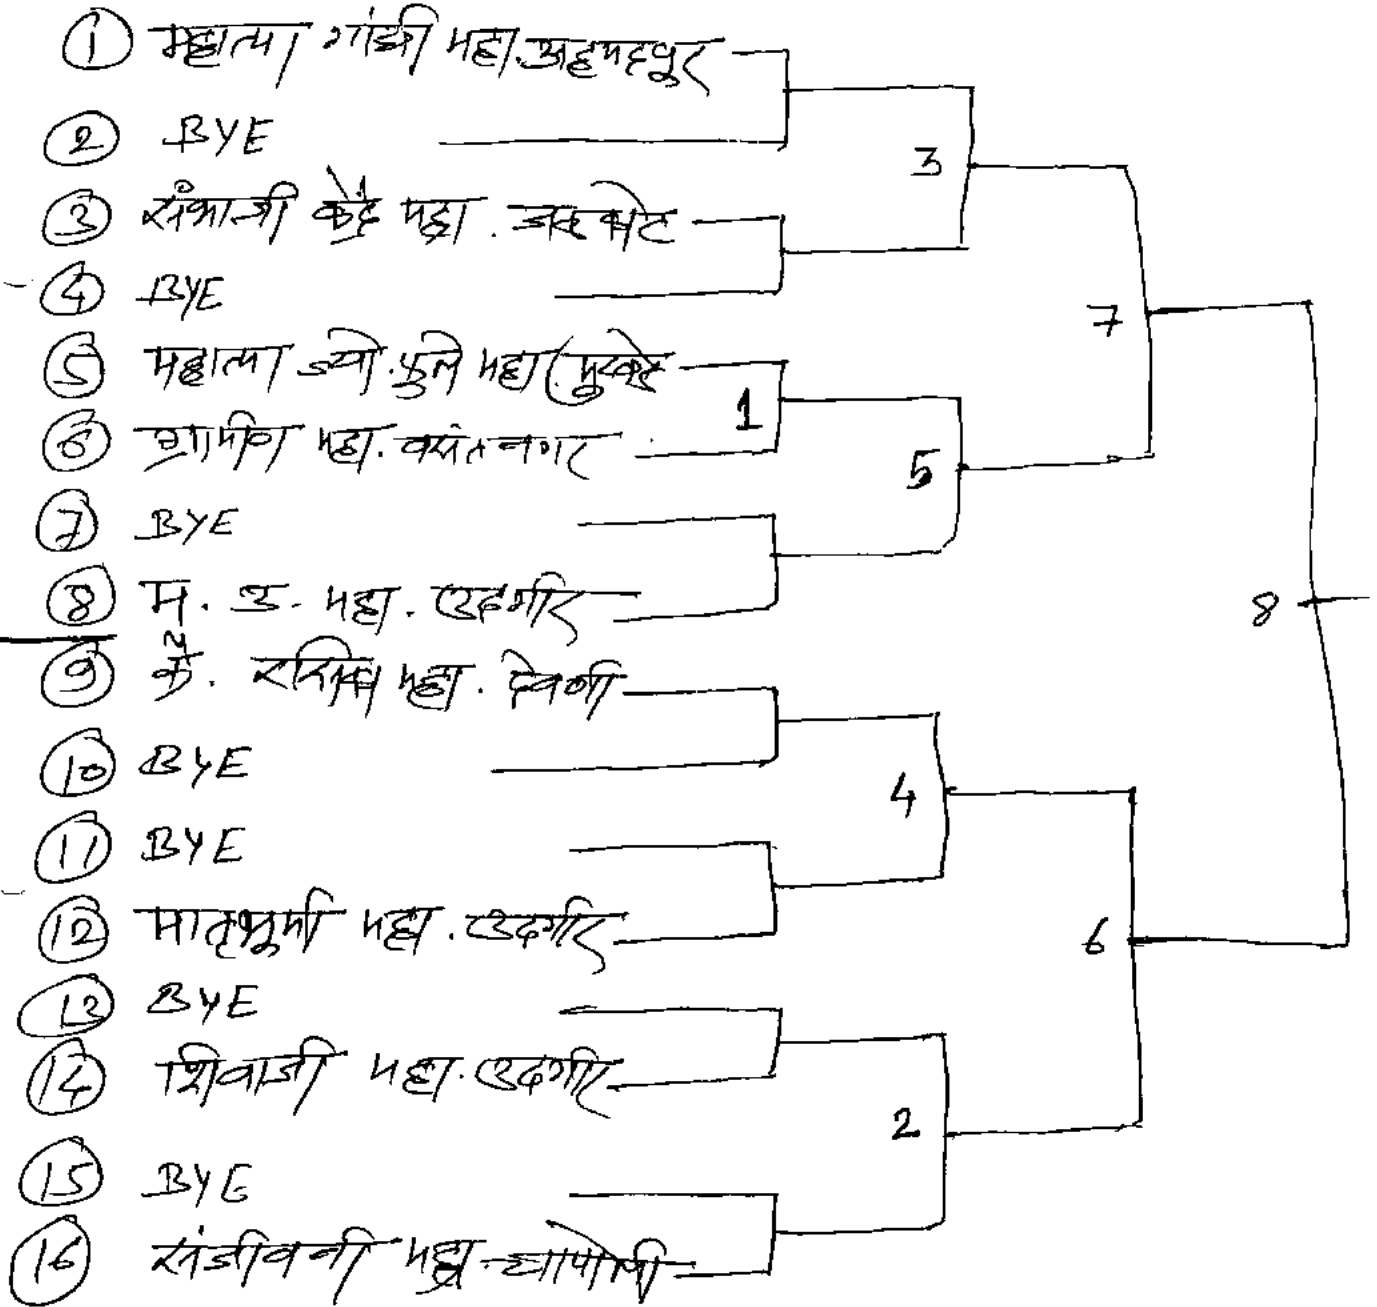 1 महात्मा गांधी महा. अहमदपूर
2 BYE
3 संभाजी केंद्रे महा. जळकोट
4 BYE
5 महात्मा ज्यो. फुले महा. मुखेड
6 ग्रामीण महा. वसंतनगर
7 BYE
8 म. उ. महा. उदगीर
9 कै. रसिका महा. देवणी
10 BYE
11 BYE
12 मातृभूमी महा. उदगीर
13 BYE
14 शिवाजी महा. उदगीर
15 BYE
16 संजीवनी महा. चापोली
3
7
1
5
8
4
6
2